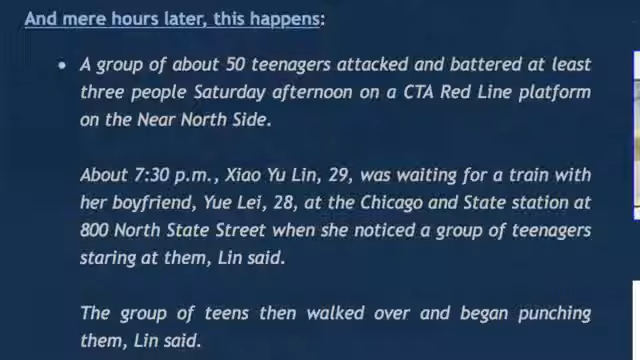 And mere hours later, this happens:
• A group of about 50 teenagers attacked and battered at least
three people Saturday afternoon on a CTA Red Line platform
on the Near North Side.
About 7:30 p.m., Xiao Yu Lin, 29, was waiting for a train with
her boyfriend, Yue Lei, 28, at the Chicago and State station at
800 North State Street when she noticed a group of teenagers
staring at them, Lin said.
The group of teens then walked over and began punching
them, Lin said.